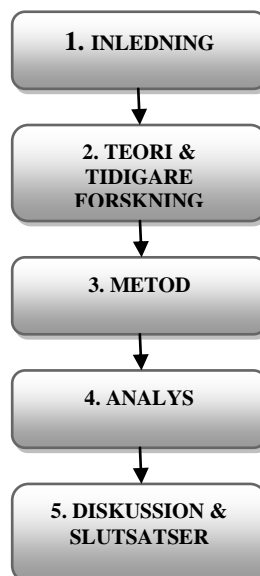 1. INLEDNING
2. TEORI &
TIDIGARE
FORSKNING
3. METOD
4. ANALYS
5. DISKUSSION &
SLUTSATSER